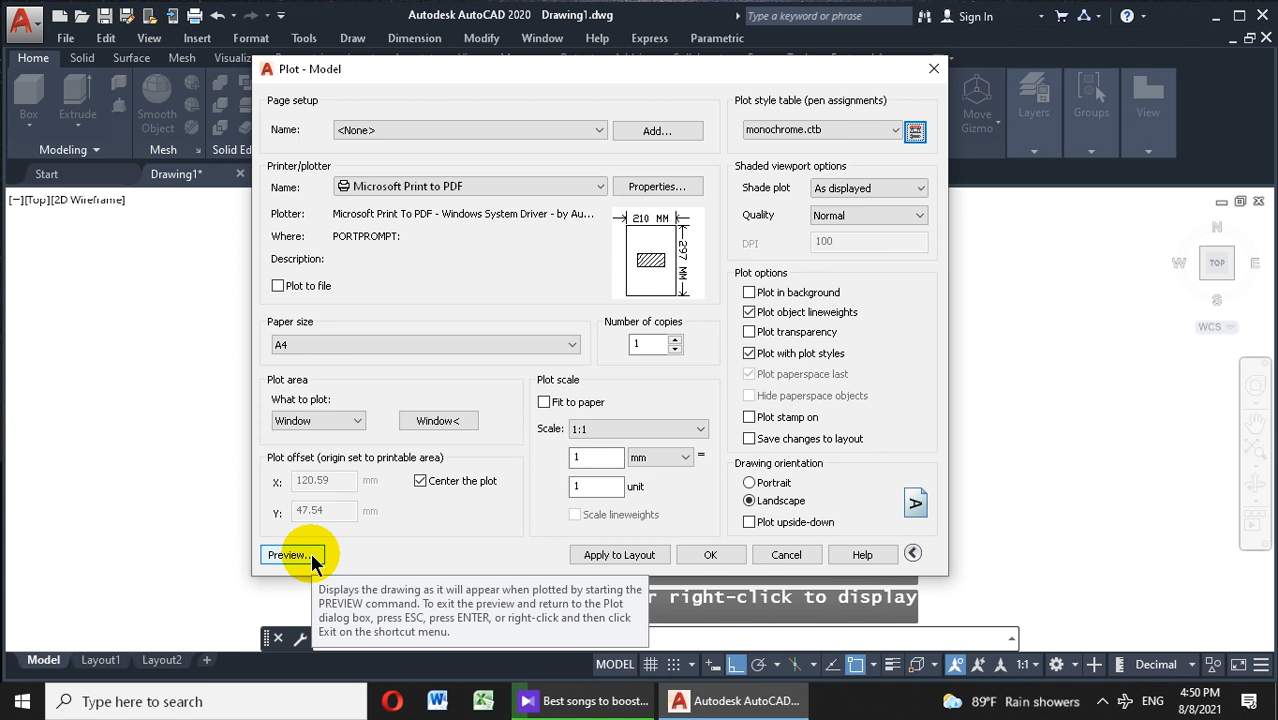 Autodesk AutoCAD 2020 Drawing1.dwg
Type a keyword or phrase
Sign In
File Edit View Insert Format Tools Draw Dimension Modify Window Help Express Parametric
Home Solid Surface Mesh Visualiz
Box Extrude Smooth Object
Move Gizmo Layers Groups View
Modeling Solid Ed
Start Drawing1*
[−][Top][2D Wireframe]
N
W TOP E
S
WCS
Plot - Model
Page setup
Name: <None> Add...
Printer/plotter
Name: Microsoft Print to PDF Properties...
Plotter: Microsoft Print To PDF - Windows System Driver - by Au...
Where: PORTPROMPT:
Description:
Plot to file
210 MM
297 MM
Paper size
A4
Number of copies
1
Plot area
What to plot:
Window Window<
Plot offset (origin set to printable area)
X: 120.59 mm Center the plot
Y: 47.54 mm
Plot scale
Fit to paper
Scale: 1:1
1 mm =
1 unit
Scale lineweights
Plot style table (pen assignments)
monochrome.ctb
Shaded viewport options
Shade plot As displayed
Quality Normal
DPI 100
Plot options
Plot in background
Plot object lineweights
Plot transparency
Plot with plot styles
Plot paperspace last
Hide paperspace objects
Plot stamp on
Save changes to layout
Drawing orientation
Portrait
Landscape
Plot upside-down
A
Preview... Apply to Layout OK Cancel Help
Displays the drawing as it will appear when plotted by starting the
PREVIEW command. To exit the preview and return to the Plot
dialog box, press ESC, press ENTER, or right-click and then click
Exit on the shortcut menu.
r right-click to display
Model Layout1 Layout2 +
MODEL 1:1 Decimal
Type here to search
Best songs to boost...
Autodesk AutoCAD...
89°F Rain showers
ENG
4:50 PM
8/8/2021